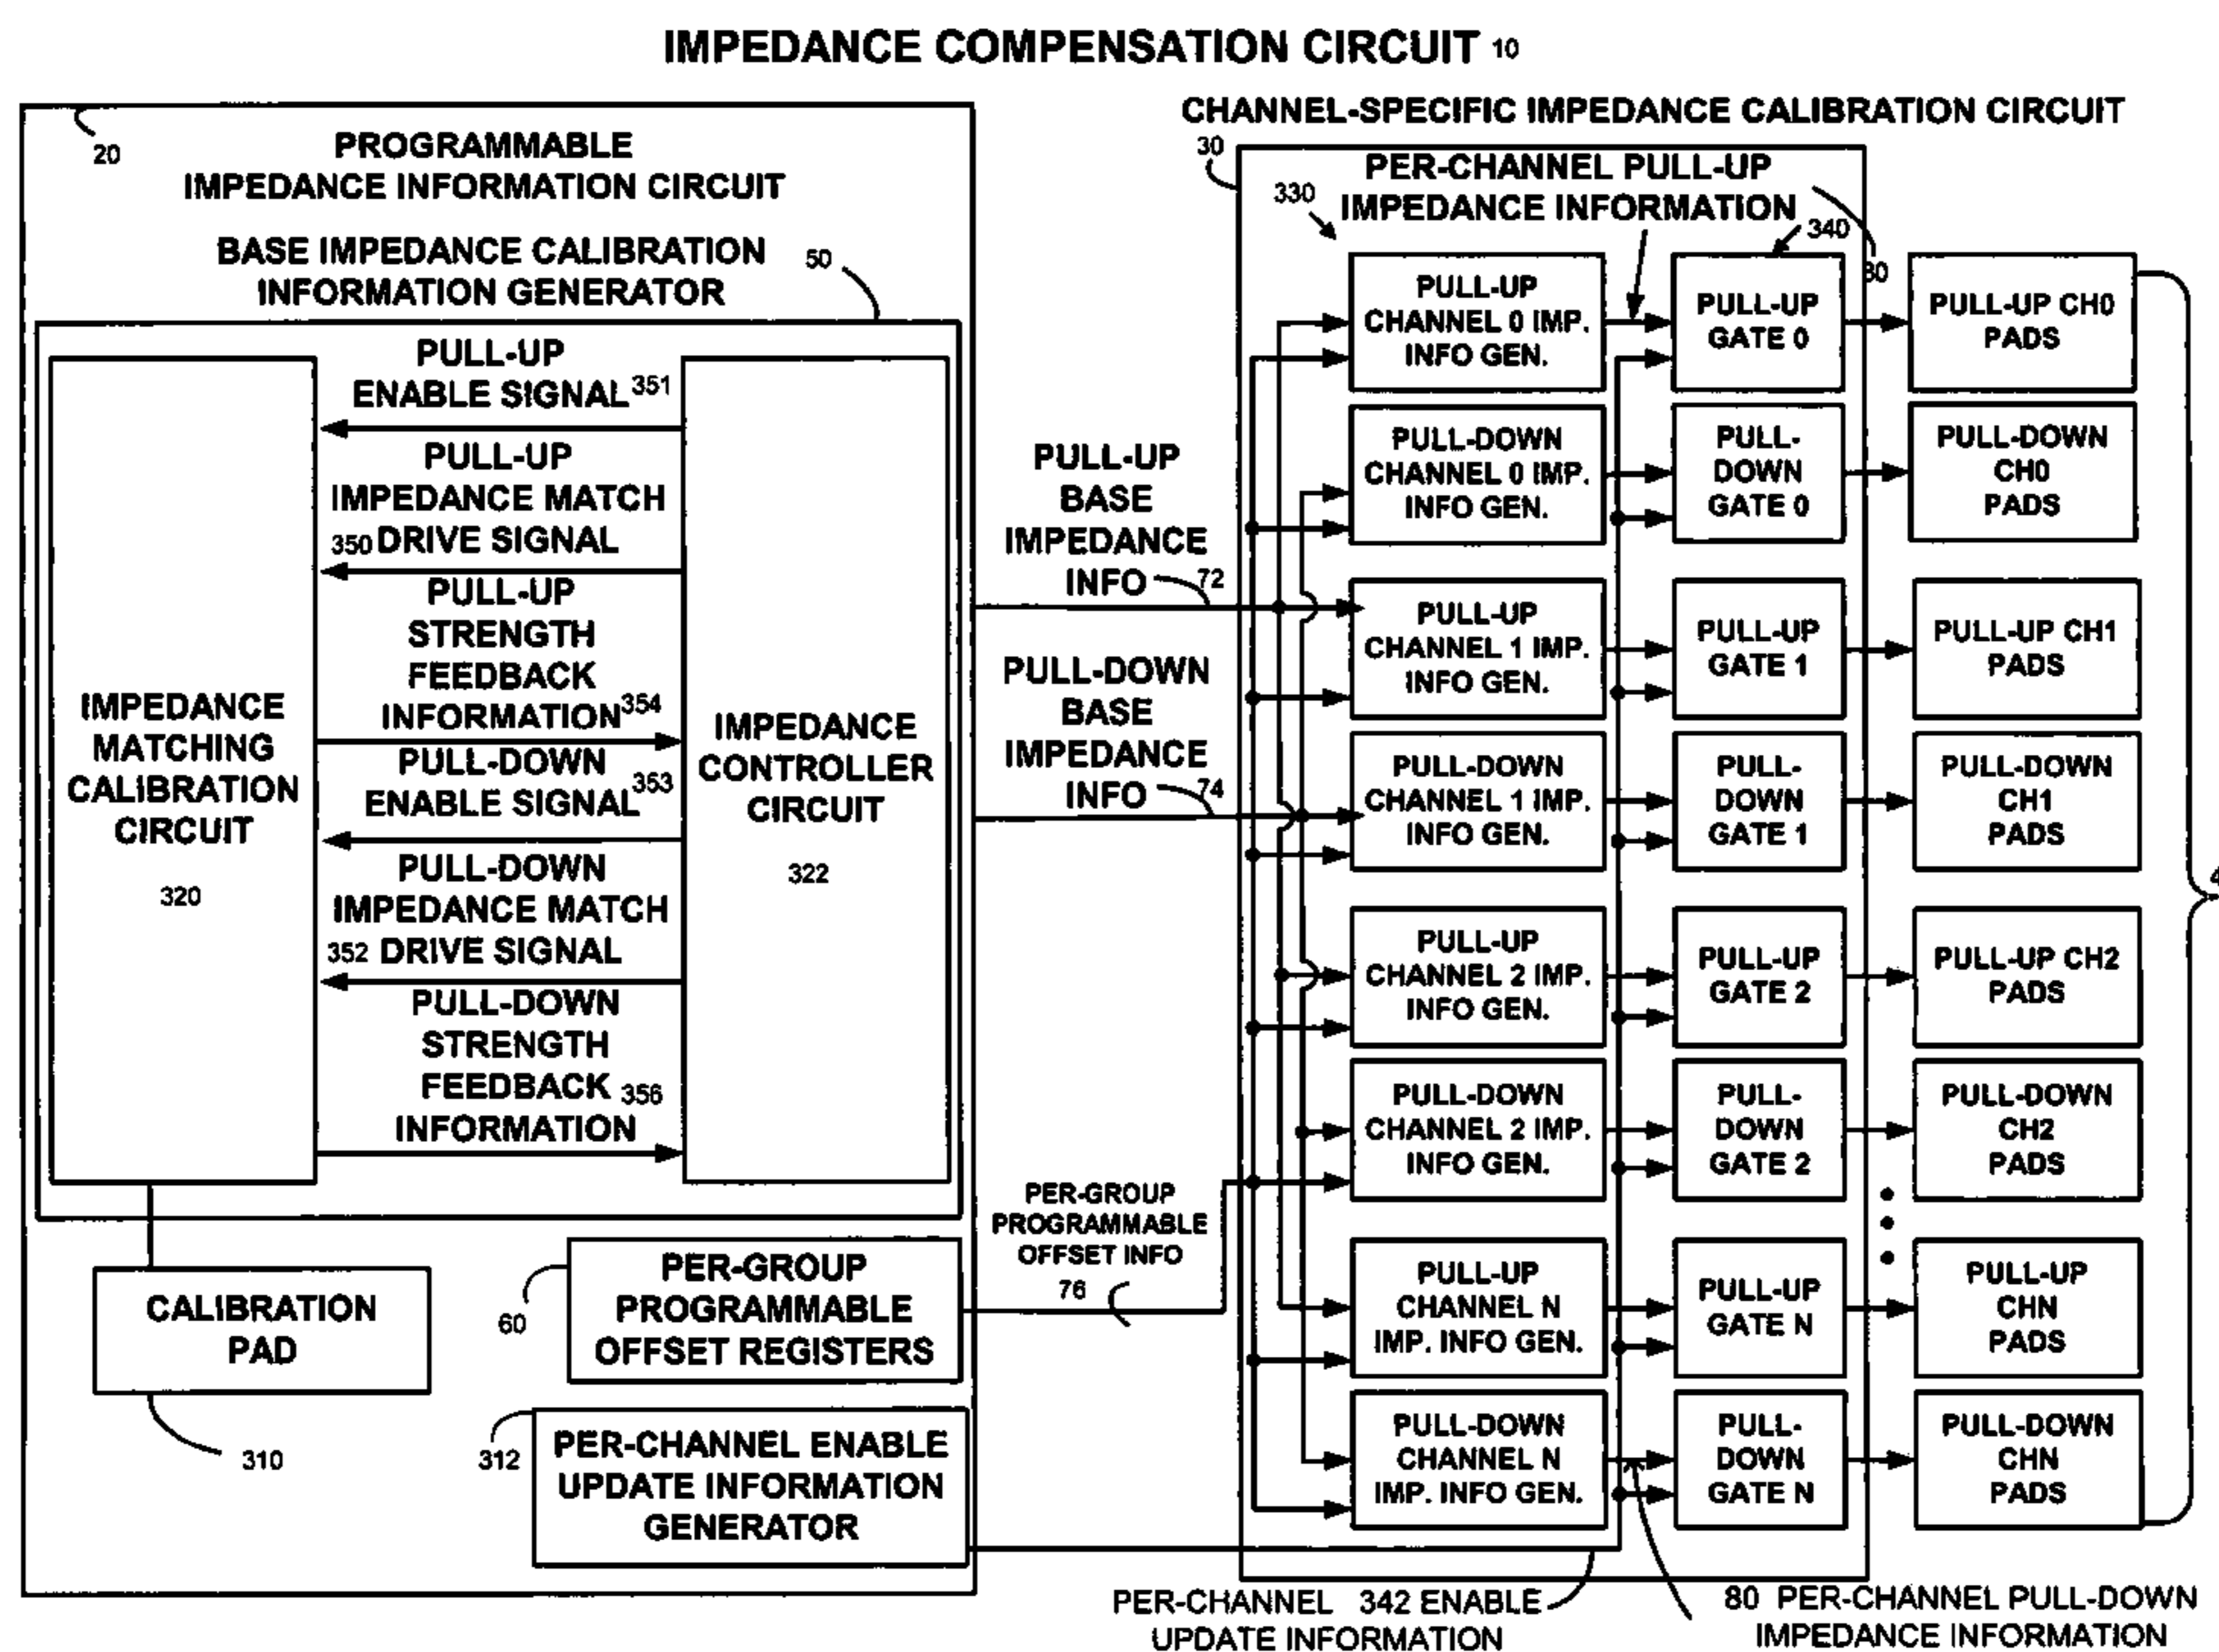 IMPEDANCE COMPENSATION CIRCUIT 10
20
PROGRAMMABLE
IMPEDANCE INFORMATION CIRCUIT
BASE IMPEDANCE CALIBRATION
INFORMATION GENERATOR
50
IMPEDANCE
MATCHING
CALIBRATION
CIRCUIT
320
PULL-UP
ENABLE SIGNAL 351
PULL-UP
IMPEDANCE MATCH
350 DRIVE SIGNAL
PULL-UP
STRENGTH
FEEDBACK
INFORMATION 354
PULL-DOWN
ENABLE SIGNAL 353
PULL-DOWN
IMPEDANCE MATCH
352 DRIVE SIGNAL
PULL-DOWN
STRENGTH
FEEDBACK 356
INFORMATION
IMPEDANCE
CONTROLLER
CIRCUIT
322
CALIBRATION
PAD
310
60
PER-GROUP
PROGRAMMABLE
OFFSET REGISTERS
312
PER-CHANNEL ENABLE
UPDATE INFORMATION
GENERATOR
PULL-UP
BASE
IMPEDANCE
INFO 72
PULL-DOWN
BASE
IMPEDANCE
INFO 74
PER-GROUP
PROGRAMMABLE
OFFSET INFO
76
CHANNEL-SPECIFIC IMPEDANCE CALIBRATION CIRCUIT
30
PER-CHANNEL PULL-UP
IMPEDANCE INFORMATION
330
340
80
PULL-UP
CHANNEL 0 IMP.
INFO GEN.
PULL-UP
GATE 0
PULL-UP CH0
PADS
PULL-DOWN
CHANNEL 0 IMP.
INFO GEN.
PULL-
DOWN
GATE 0
PULL-DOWN
CH0
PADS
PULL-UP
CHANNEL 1 IMP.
INFO GEN.
PULL-UP
GATE 1
PULL-UP CH1
PADS
PULL-DOWN
CHANNEL 1 IMP.
INFO GEN.
PULL-
DOWN
GATE 1
PULL-DOWN
CH1
PADS
PULL-UP
CHANNEL 2 IMP.
INFO GEN.
PULL-UP
GATE 2
PULL-UP CH2
PADS
PULL-DOWN
CHANNEL 2 IMP.
INFO GEN.
PULL-
DOWN
GATE 2
PULL-DOWN
CH2
PADS
PULL-UP
CHANNEL N
IMP. INFO GEN.
PULL-UP
GATE N
PULL-UP
CHN
PADS
PULL-DOWN
CHANNEL N
IMP. INFO GEN.
PULL-
DOWN
GATE N
PULL-DOWN
CHN
PADS
PER-CHANNEL 342 ENABLE
UPDATE INFORMATION
80 PER-CHANNEL PULL-DOWN
IMPEDANCE INFORMATION